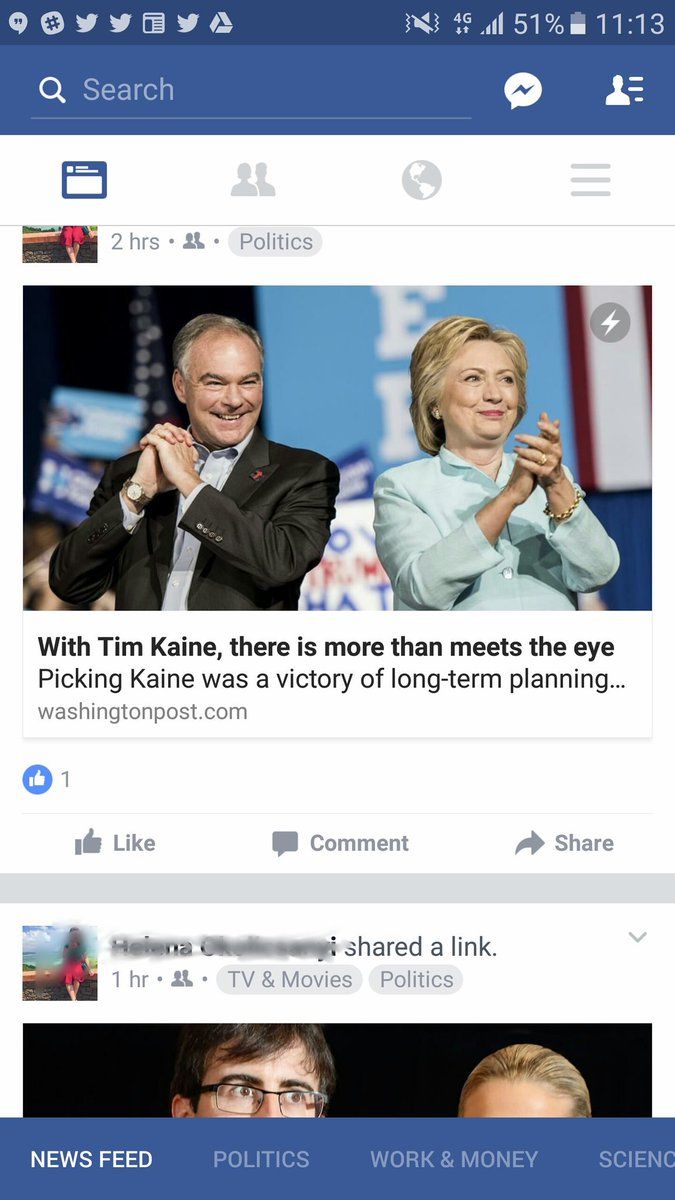 4G 51% 11:13
Search
2 hrs • • Politics
With Tim Kaine, there is more than meets the eye
Picking Kaine was a victory of long-term planning...
washingtonpost.com
1
Like Comment Share
shared a link.
1 hr • • TV & Movies Politics
NEWS FEED POLITICS WORK & MONEY SCIENC